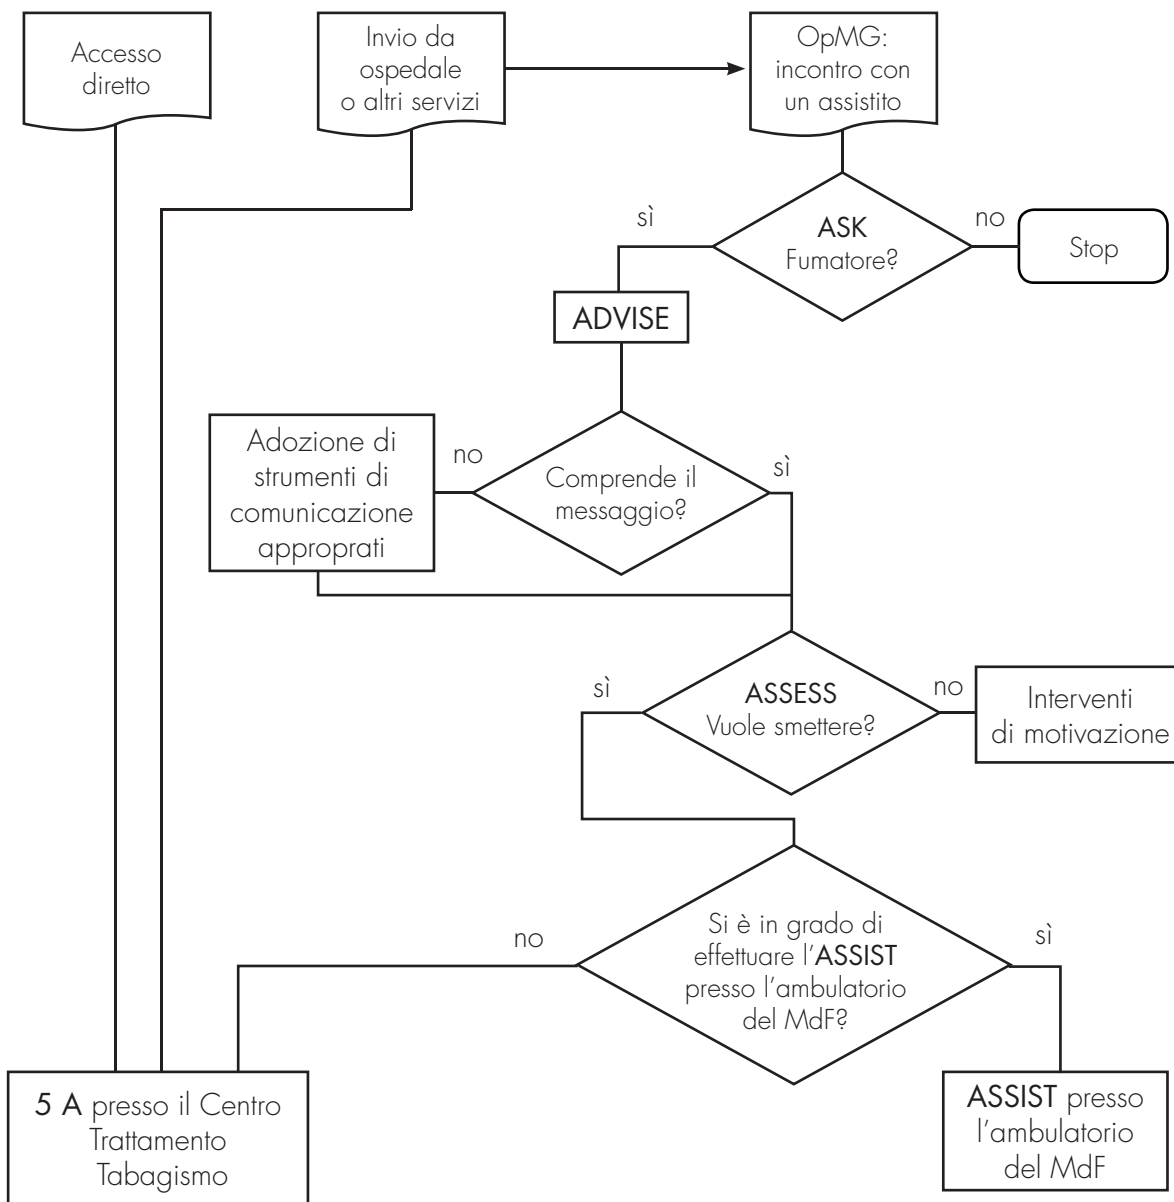 Accesso
diretto
Invio da
ospedale
o altri servizi
OpMG:
incontro con
un assistito
sì
ASK
Fumatore?
no
Stop
ADVISE
Adozione di
strumenti di
comunicazione
approprati
no
Comprende il
messaggio?
sì
sì
ASSESS
Vuole smettere?
no
Interventi
di motivazione
no
Si è in grado di
effettuare l'ASSIST
presso l'ambulatorio
del MdF?
sì
5 A presso il Centro
Trattamento
Tabagismo
ASSIST presso
l'ambulatorio
del MdF